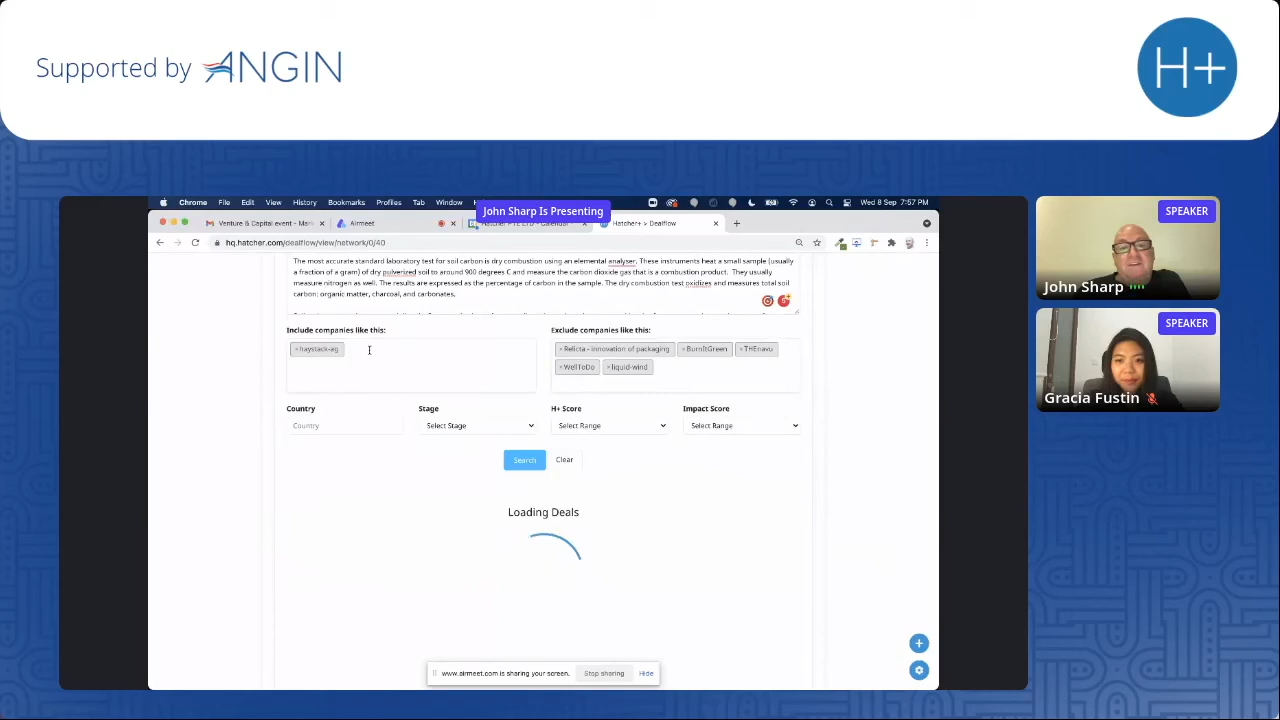 Supported by ANGIN
H+
Chrome File Edit View History Bookmarks Profiles Tab Window
Wed 8 Sep 7:57 PM
John Sharp Is Presenting
Venture & Capital event - Ma
Airmeet
Calendar
Hatcher+ > Dealflow
hq.hatcher.com/dealflow/view/network/0/40
The most accurate standard laboratory test for soil carbon is dry combustion using an elemental analyser. These instruments heat a small sample (usually
a fraction of a gram) of dry pulverized soil to around 900 degrees C and measure the carbon dioxide gas that is a combustion product. They usually
measure nitrogen as well. The results are expressed as the percentage of carbon in the sample. The dry combustion test oxidizes and measures total soil
carbon: organic matter, charcoal, and carbonates.
Include companies like this:
Exclude companies like this:
×haystack-ag
×Relicta - innovation of packaging ×BurnItGreen ×THEnavu
×WellToDo ×liquid-wind
Country Stage H+ Score Impact Score
Country Select Stage Select Range Select Range
Search Clear
Loading Deals
www.airmeet.com is sharing your screen. Stop sharing Hide
SPEAKER
John Sharp
SPEAKER
Gracia Fustin